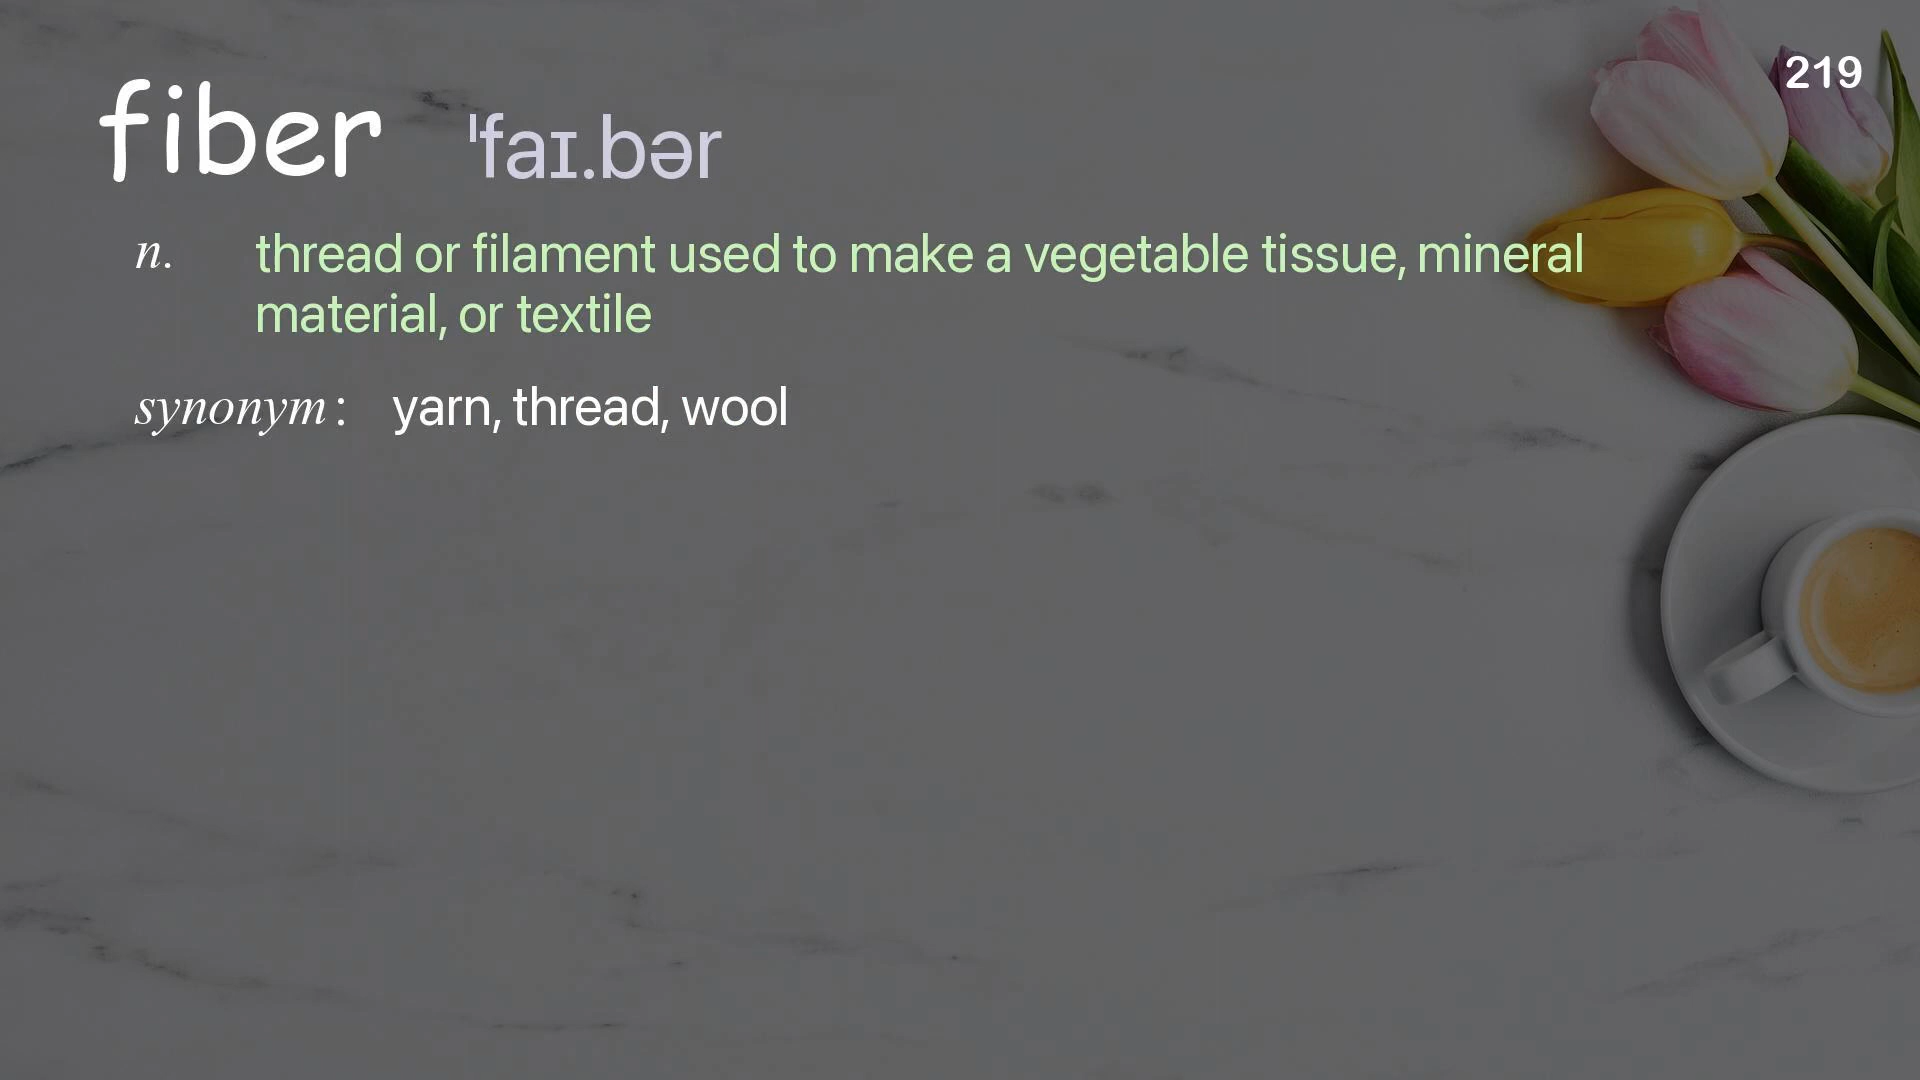 219
fiber ˈfaɪ.bər
n. thread or filament used to make a vegetable tissue, mineral
material, or textile
synonym: yarn, thread, wool